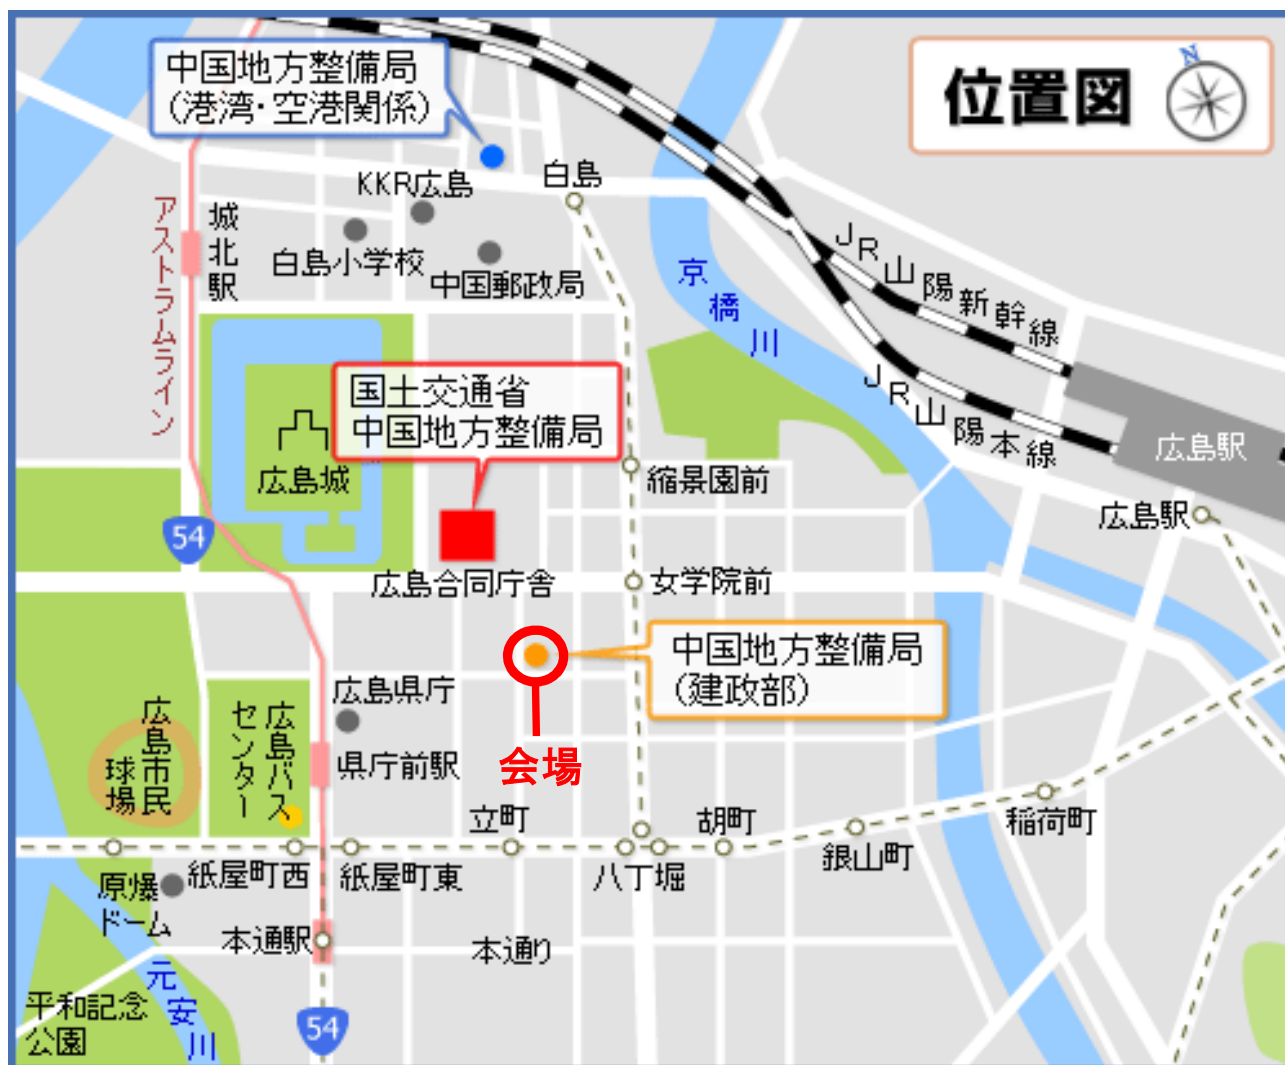 中国地方整備局
(港湾・空港関係)
位置図
N
白島
KKR広島
城北駅
アストラムライン
白島小学校
中国郵政局
京橋川
JR山陽新幹線
JR山陽本線
広島駅
国土交通省
中国地方整備局
広島城
縮景園前
広島駅
54
広島合同庁舎
女学院前
中国地方整備局
(建政部)
広島県庁
広島市民
球場
広島バス
センター
県庁前駅
会場
立町
胡町
稲荷町
紙屋町西
紙屋町東
八丁堀
銀山町
原爆
ドーム
本通駅
本通り
元安川
平和記念
公園
54